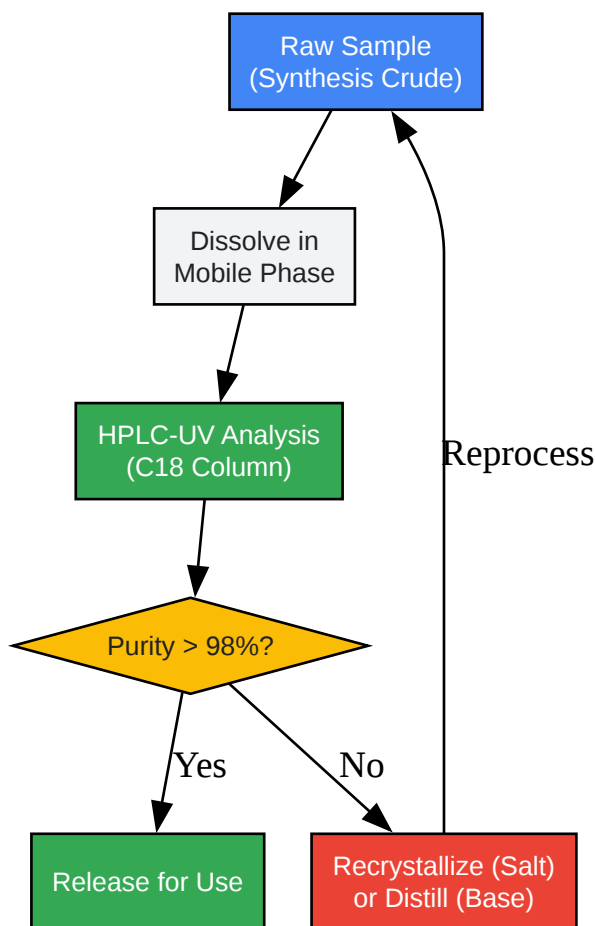 Raw Sample
(Synthesis Crude)
Dissolve in
Mobile Phase
HPLC-UV Analysis
(C18 Column)
Reprocess
Purity > 98%?
Yes
No
Release for Use
Recrystallize (Salt)
or Distill (Base)